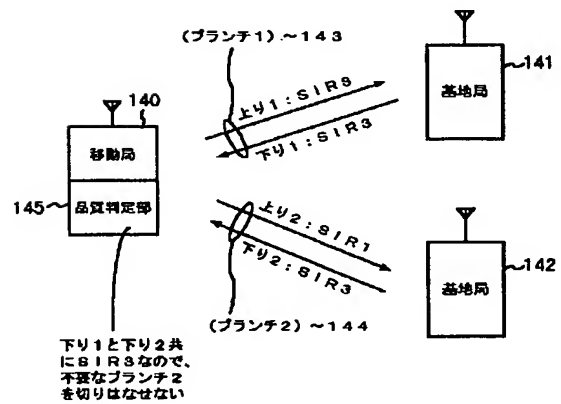 (ブランチ1).~143
140
移動局
145
品質判定部
上り1:SIR9
下り1:SIR3
141
基地局
上り2:SIR1
下り2:SIR3
142
基地局
(ブランチ2)~144
下り1と下り2共
にSIR3なので、
不要なブランチ2
を切りはなせない